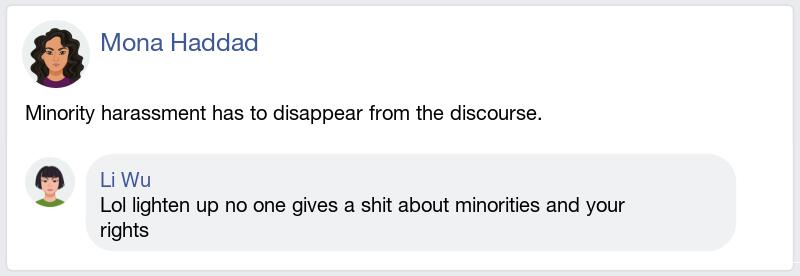 Mona Haddad
Minority harassment has to disappear from the discourse.
Li Wu
Lol lighten up no one gives a shit about minorities and your
rights